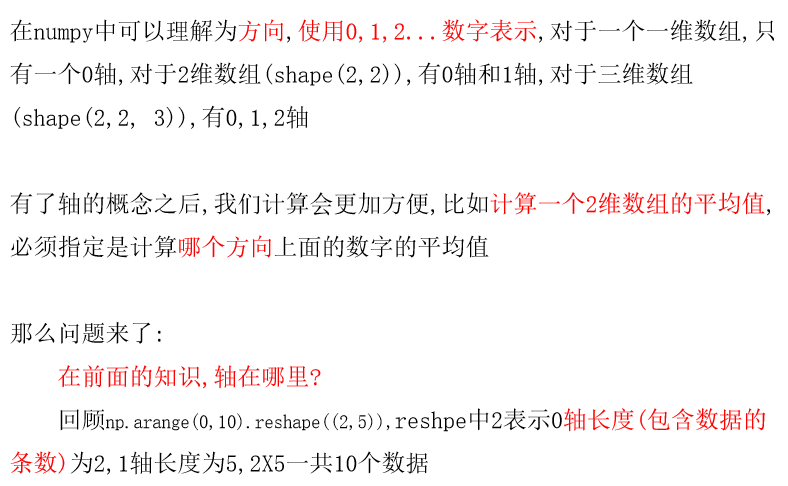 在numpy中可以理解为方向,使用0,1,2...数字表示,对于一个一维数组,只
有一个0轴,对于2维数组(shape(2,2)),有0轴和1轴,对于三维数组
(shape(2,2, 3)),有0,1,2轴
有了轴的概念之后,我们计算会更加方便,比如计算一个2维数组的平均值,
必须指定是计算哪个方向上面的数字的平均值
那么问题来了:
在前面的知识,轴在哪里?
回顾np.arange(0,10).reshape((2,5)),reshpe中2表示0轴长度(包含数据的
条数)为2,1轴长度为5,2X5一共10个数据